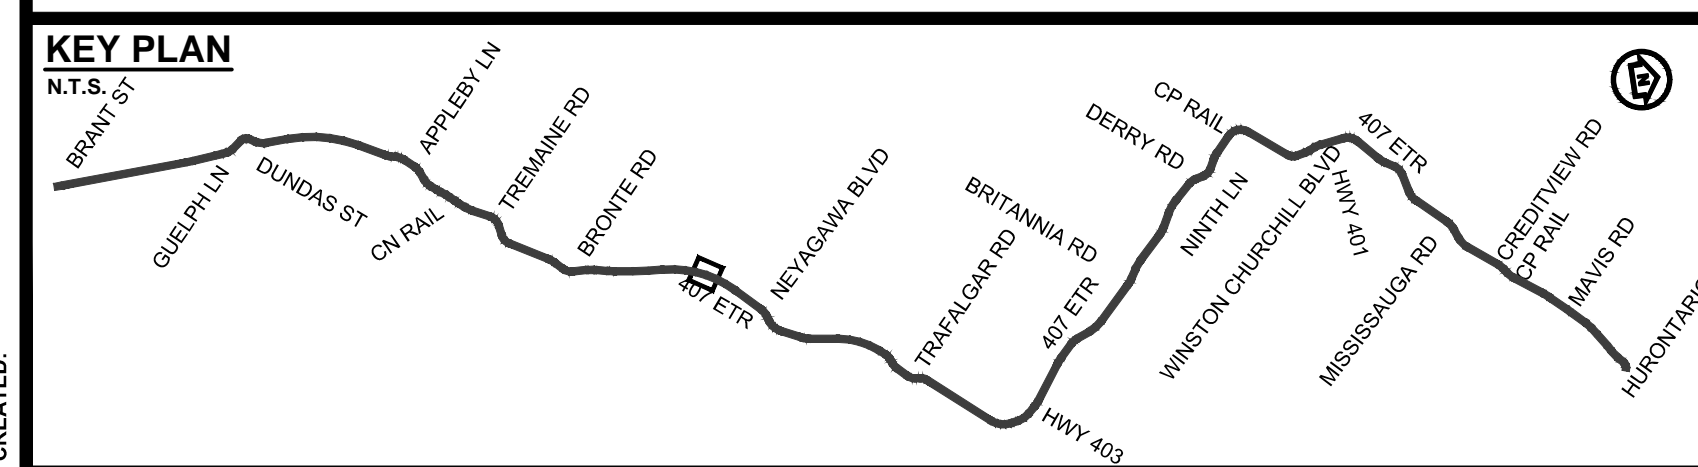 KEY PLAN
N.T.S.
BRANT ST
GUELPH LN
DUNDAS ST
CN RAIL
APPLEBY LN
TREMAINE RD
BRONTE RD
407 ETR
NEYAGAWA BLVD
TRAFALGAR RD
BRITANNIA RD
407 ETR
HWY 403
DERRY RD
CP RAIL
NINTH LN
WINSTON CHURCHILL BLVD
HWY 401
407 ETR
MISSISSAUGA RD
CREDITVIEW RD
CP RAIL
MAVIS RD
N
CREATED: